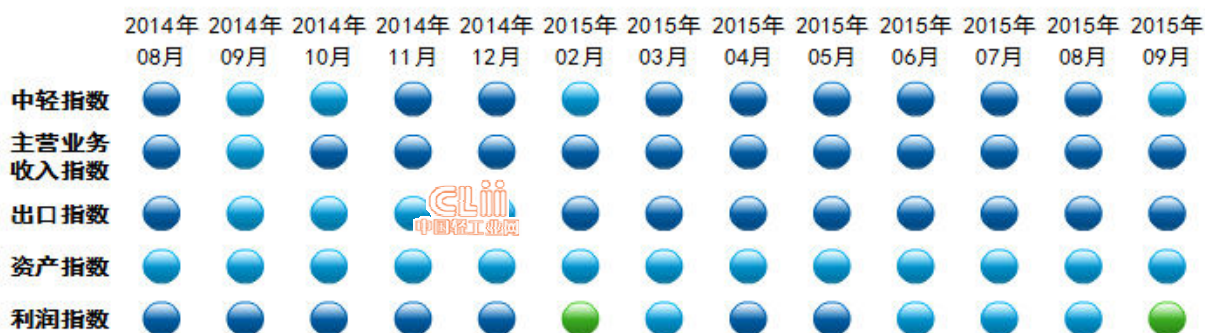 2014年 2014年 2014年 2014年 2014年 2015年 2015年 2015年 2015年 2015年 2015年 2015年 2015年
08月 09月 10月 11月 12月 02月 03月 04月 05月 06月 07月 08月 09月
中轻指数
主营业务
收入指数
出口指数
CLii
中国轻工业网
资产指数
利润指数